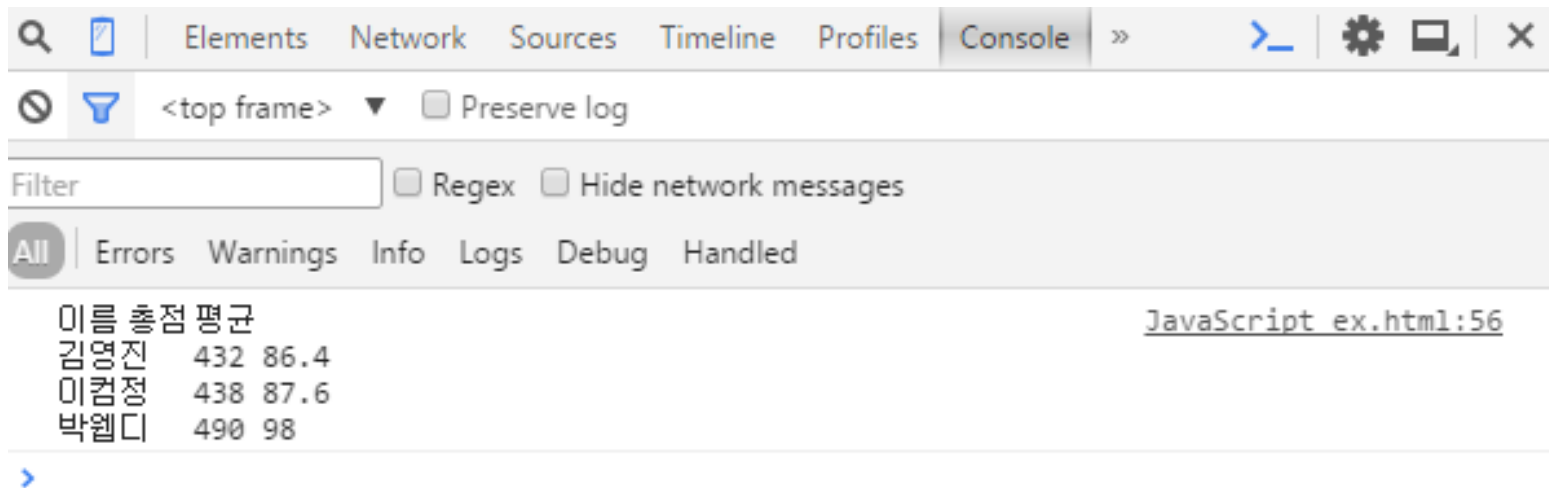 Elements Network Sources Timeline Profiles Console »
<top frame> ▼ Preserve log
Filter Regex Hide network messages
All Errors Warnings Info Logs Debug Handled
이름 총점 평균 JavaScript ex.html:56
김영진 432 86.4
이컴정 438 87.6
박웹디 490 98
>